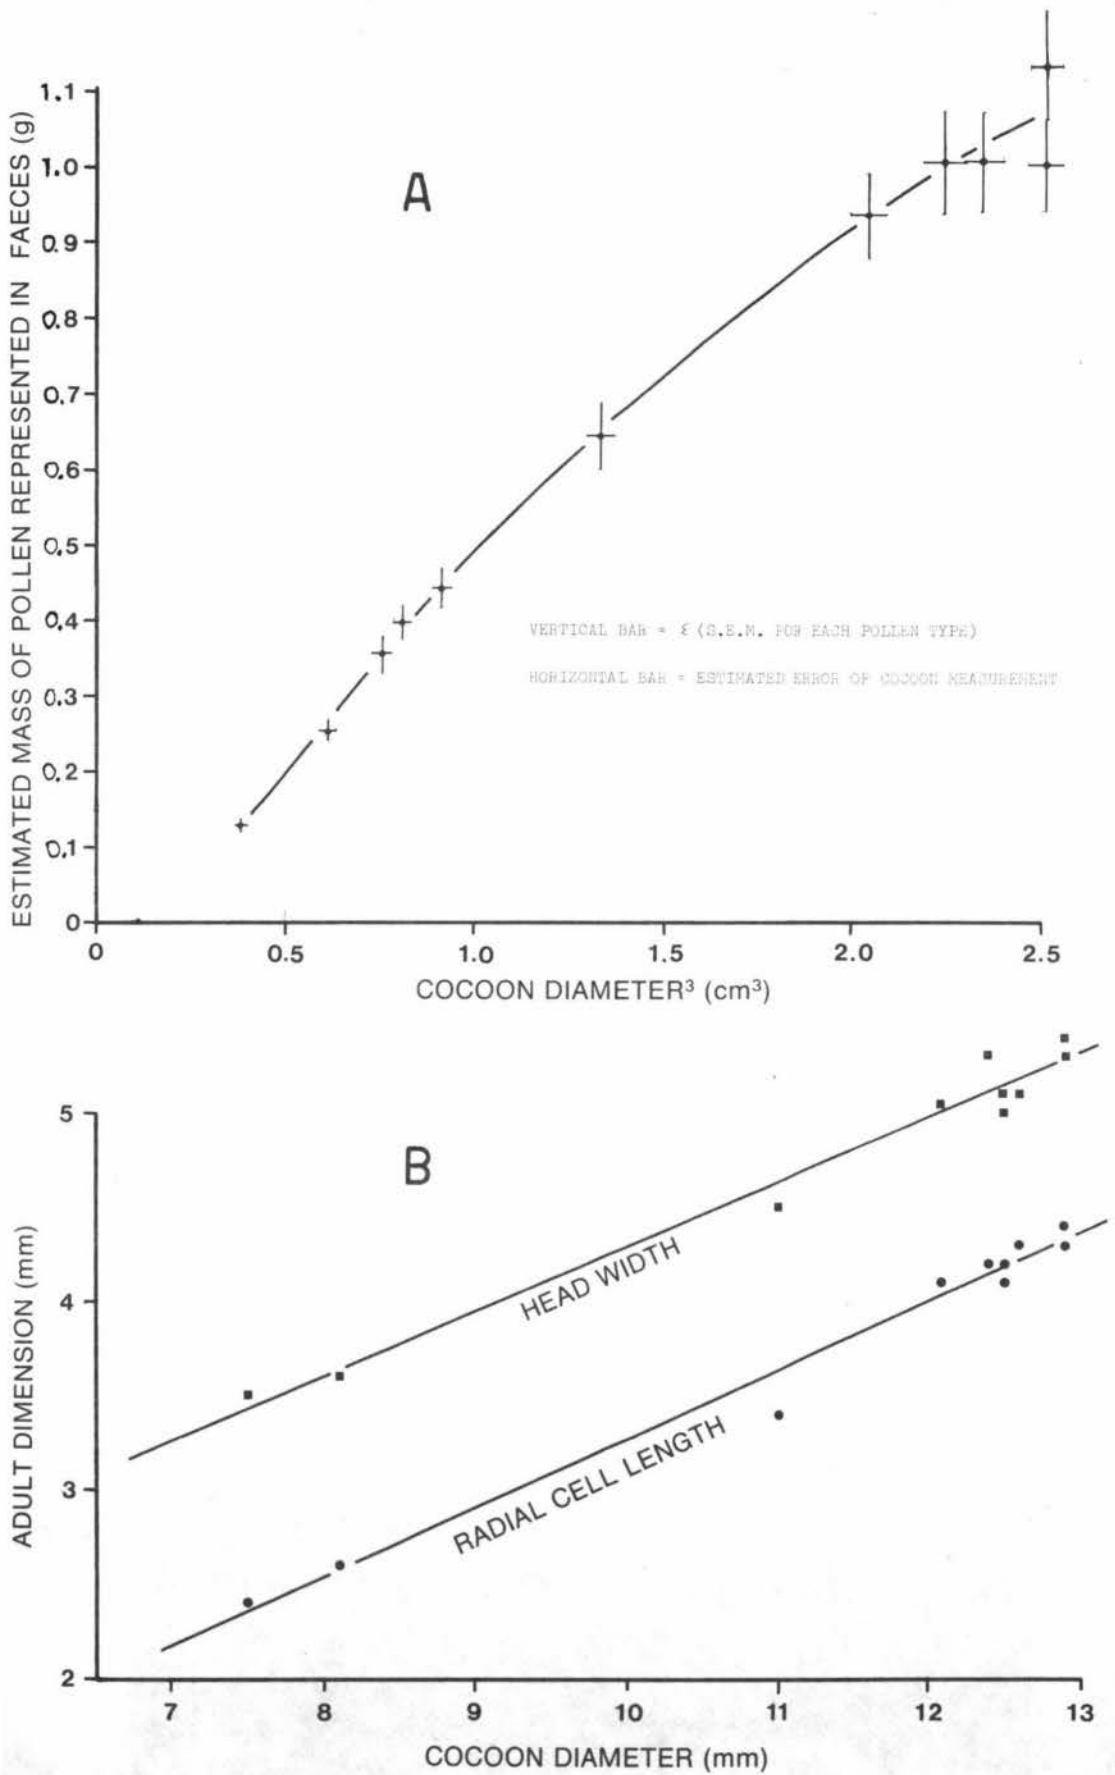 ESTIMATED MASS OF POLLEN REPRESENTED IN FAECES (g)
1.1
1.0
0.9
0.8
0.7
0.6
0.5
0.4
0.3
0.2
0.1
0
A
VERTICAL BAR = Ɛ (S.E.M. FOR EACH POLLEN TYPE)
HORIZONTAL BAR = ESTIMATED ERROR OF COCOON MEASUREMENT
0 0.5 1.0 1.5 2.0 2.5
COCOON DIAMETER³ (cm³)
B
ADULT DIMENSION (mm)
5
4
3
2
HEAD WIDTH
RADIAL CELL LENGTH
7 8 9 10 11 12 13
COCOON DIAMETER (mm)